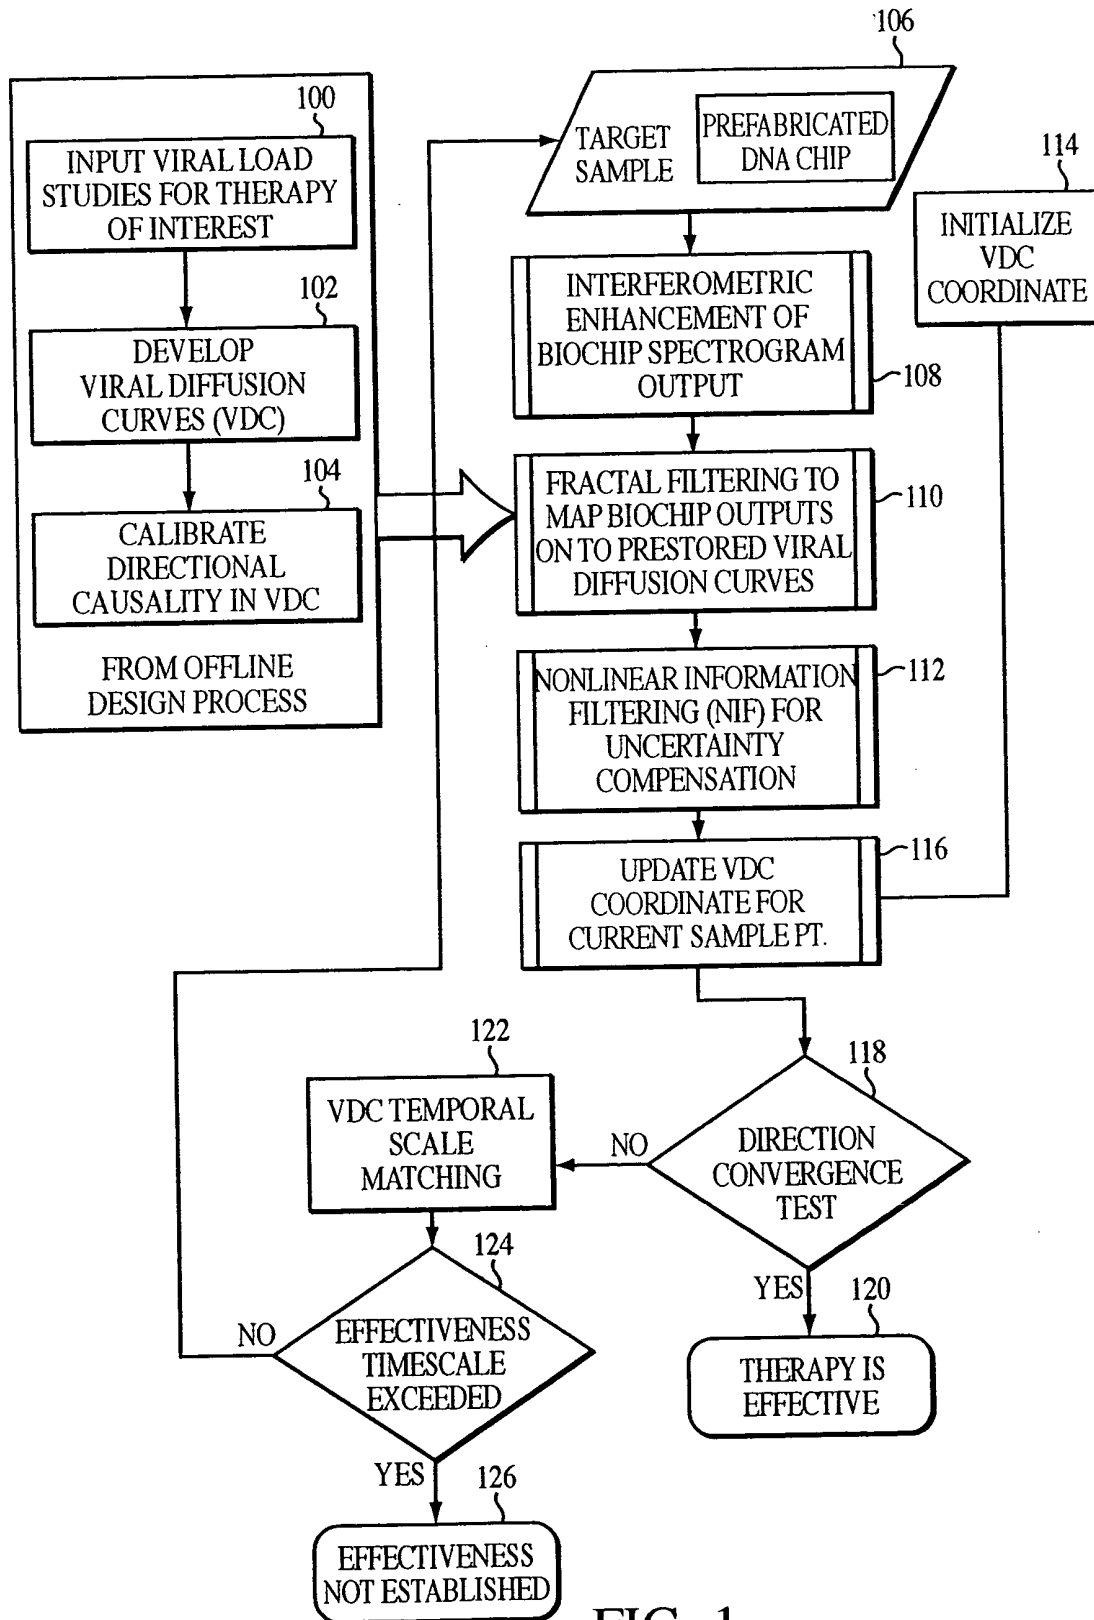 100
INPUT VIRAL LOAD
STUDIES FOR THERAPY
OF INTEREST
102
DEVELOP
VIRAL DIFFUSION
CURVES (VDC)
104
CALIBRATE
DIRECTIONAL
CAUSALITY IN VDC
FROM OFFLINE
DESIGN PROCESS
106
TARGET
SAMPLE
PREFABRICATED
DNA CHIP
INTERFEROMETRIC
ENHANCEMENT OF
BIOCHIP SPECTROGRAM
OUTPUT
108
FRACTAL FILTERING TO
MAP BIOCHIP OUTPUTS
ON TO PRESTORED VIRAL
DIFFUSION CURVES
110
NONLINEAR INFORMATION
FILTERING (NIF) FOR
UNCERTAINTY
COMPENSATION
112
114
INITIALIZE
VDC
COORDINATE
UPDATE VDC
COORDINATE FOR
CURRENT SAMPLE PT.
116
118
DIRECTION
CONVERGENCE
TEST
NO
YES
120
THERAPY IS
EFFECTIVE
122
VDC TEMPORAL
SCALE
MATCHING
124
EFFECTIVENESS
TIMESCALE
EXCEEDED
NO
YES
126
EFFECTIVENESS
NOT ESTABLISHED
FIG. 1